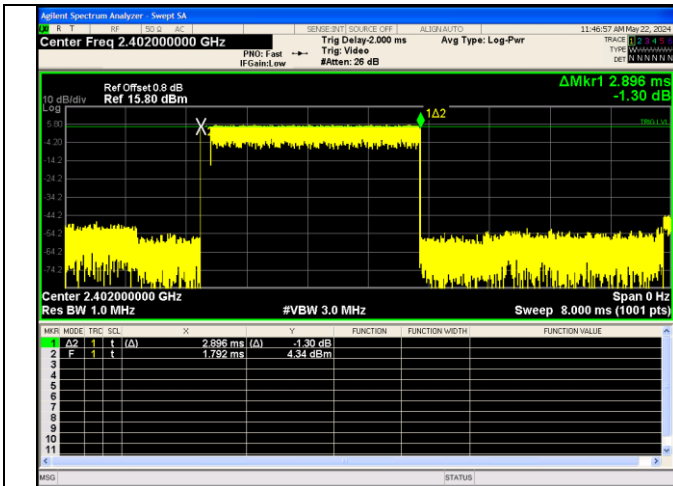 Agilent Spectrum Analyzer - Swept SA
R T RF 50 Ω AC SENSE:INT SOURCE OFF ALIGN AUTO 11:46:57 AM May 22, 2024
Center Freq 2.402000000 GHz Trig Delay-2.000 ms Avg Type: Log-Pwr TRACE 1 2 3 4 5 6
PNO: Fast Trig: Video TYPE
IFGain:Low #Atten: 26 dB DET N N N N N N
ΔMkr1 2.896 ms
Ref Offset 0.8 dB
10 dB/div Ref 15.80 dBm -1.30 dB
Log
5.80
1Δ2
TRIG LVL
X
-4.20
-14.2
-24.2
-34.2
-44.2
-54.2
-64.2
-74.2
Center 2.402000000 GHz Span 0 Hz
Res BW 1.0 MHz #VBW 3.0 MHz Sweep 8.000 ms (1001 pts)
MKR MODE TRC SCL X Y FUNCTION FUNCTION WIDTH FUNCTION VALUE
1 Δ2 1 t (Δ) 2.896 ms (Δ) -1.30 dB
2 F 1 t 1.792 ms 4.34 dBm
3
4
5
6
7
8
9
10
11
MSG STATUS